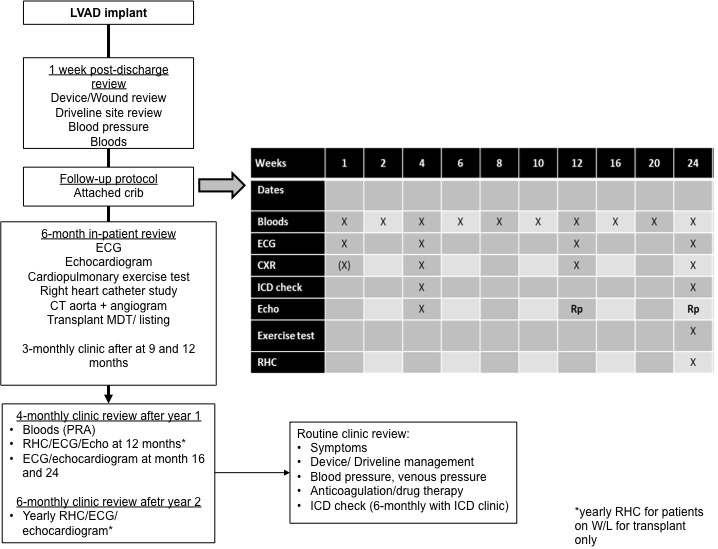 LVAD implant
1 week post-discharge
review
Device/Wound review
Driveline site review
Blood pressure
Bloods
Follow-up protocol
Attached crib
6-month in-patient review
ECG
Echocardiogram
Cardiopulmonary exercise test
Right heart catheter study
CT aorta + angiogram
Transplant MDT/ listing
3-monthly clinic after at 9 and 12
months
Weeks 1 2 4 6 8 10 12 16 20 24
Dates
Bloods X X X X X X X X X X
ECG X X X X
CXR (X) X X X
ICD check X X
Echo X Rp Rp
Exercise test X
RHC X
4-monthly clinic review after year 1
• Bloods (PRA)
• RHC/ECG/Echo at 12 months*
• ECG/echocardiogram at month 16
and 24
6-monthly clinic review afetr year 2
• Yearly RHC/ECG/
echocardiogram*
Routine clinic review:
• Symptoms
• Device/ Driveline management
• Blood pressure, venous pressure
• Anticoagulation/drug therapy
• ICD check (6-monthly with ICD clinic)
*yearly RHC for patients
on W/L for transplant
only